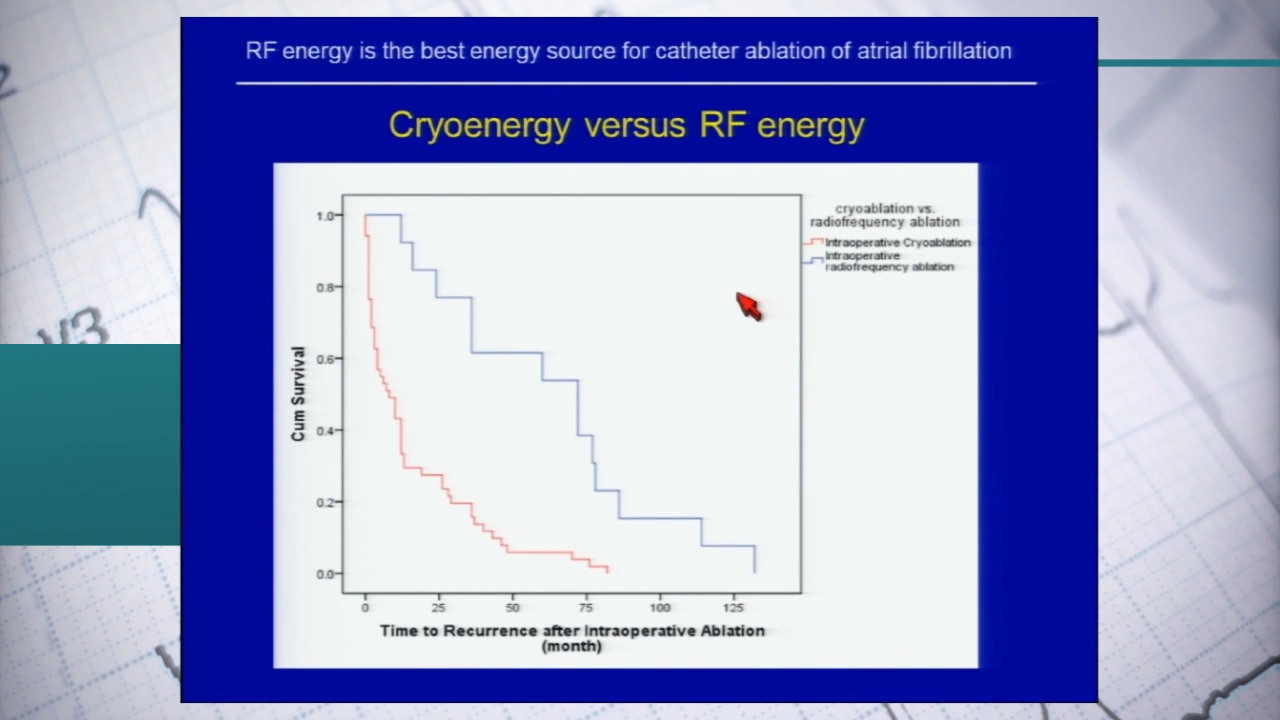 RF energy is the best energy source for catheter ablation of atrial fibrillation
Cryoenergy versus RF energy
cryoablation vs.
radiofrequency ablation
Intraoperative Cryoablation
Intraoperative
radiofrequency ablation
1.0
0.8
0.6
0.4
0.2
0.0
Cum Survival
0 25 50 75 100 125
Time to Recurrence after Intraoperative Ablation
(month)
V3
2